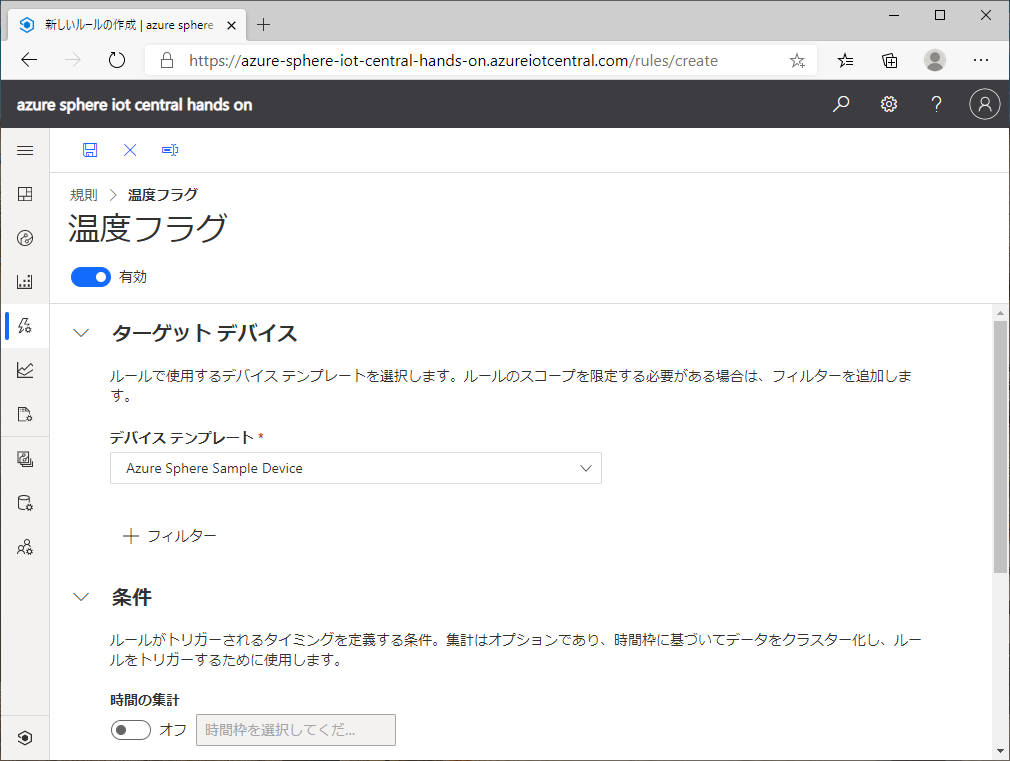 新しいルールの作成 | azure sphere
https://azure-sphere-iot-central-hands-on.azureiotcentral.com/rules/create
azure sphere iot central hands on
規則 > 温度フラグ
温度フラグ
有効
ターゲット デバイス
ルールで使用するデバイス テンプレートを選択します。ルールのスコープを限定する必要がある場合は、フィルターを追加しま
す。
デバイス テンプレート *
Azure Sphere Sample Device
+ フィルター
条件
ルールがトリガーされるタイミングを定義する条件。集計はオプションであり、時間枠に基づいてデータをクラスター化し、ルー
ルをトリガーするために使用します。
時間の集計
オフ 時間枠を選択してくだ...